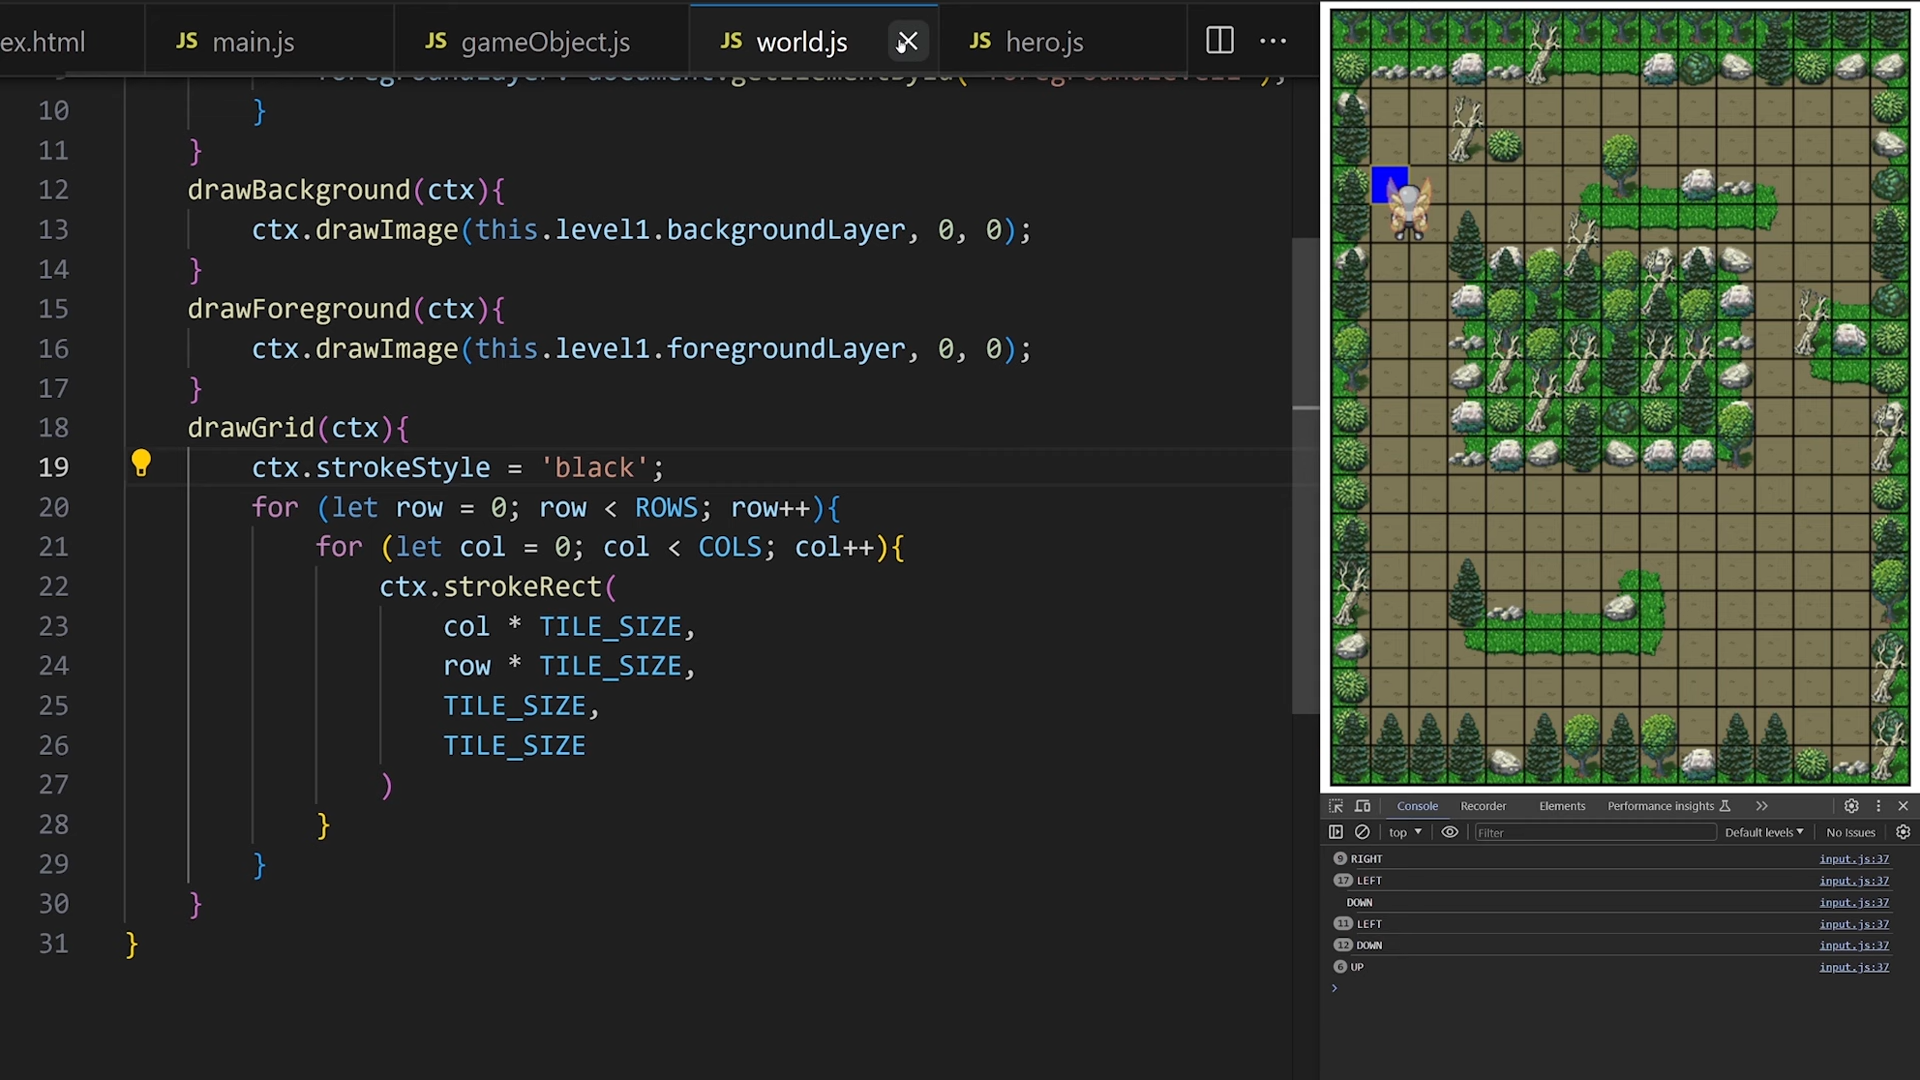 ex.html
JS main.js
JS gameObject.js
JS world.js
JS hero.js
10 }
11 }
12 drawBackground(ctx){
13 ctx.drawImage(this.level1.backgroundLayer, 0, 0);
14 }
15 drawForeground(ctx){
16 ctx.drawImage(this.level1.foregroundLayer, 0, 0);
17 }
18 drawGrid(ctx){
19 ctx.strokeStyle = 'black';
20 for (let row = 0; row < ROWS; row++){
21 for (let col = 0; col < COLS; col++){
22 ctx.strokeRect(
23 col * TILE_SIZE,
24 row * TILE_SIZE,
25 TILE_SIZE,
26 TILE_SIZE
27 )
28 }
29 }
30 }
31 }
Console Recorder Elements Performance insights
top Filter Default levels No Issues
9 RIGHT input.js:37
17 LEFT input.js:37
DOWN input.js:37
11 LEFT input.js:37
12 DOWN input.js:37
6 UP input.js:37